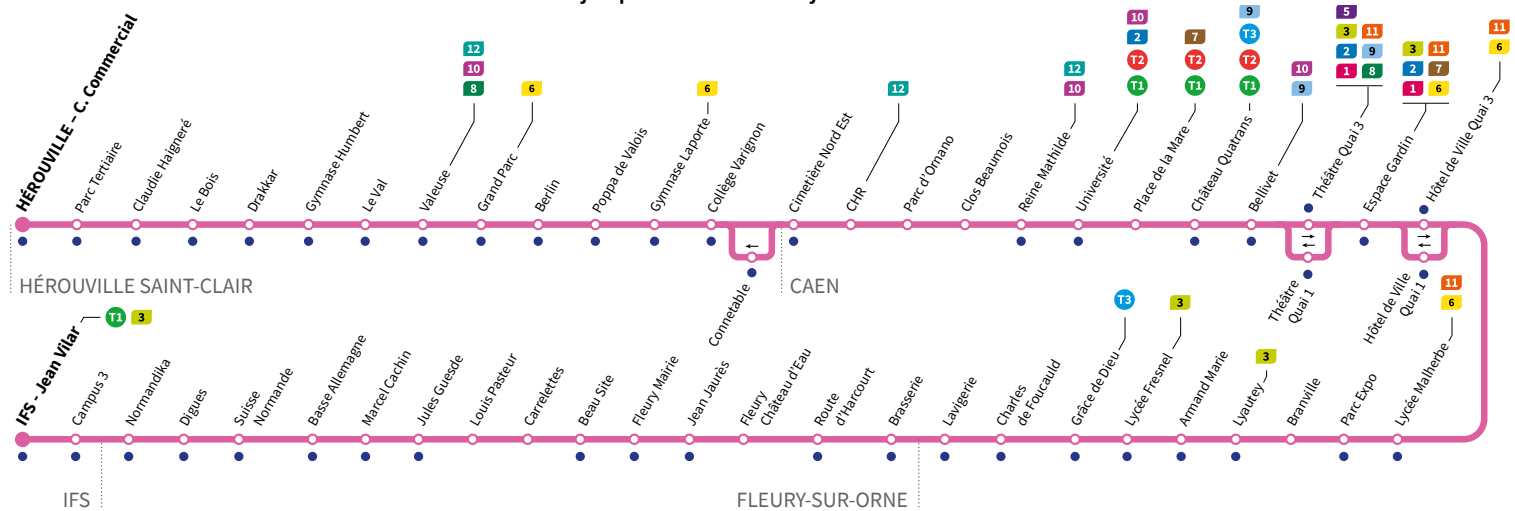 HÉROUVILLE – C. Commercial
Parc Tertiaire
Claudie Haigneré
Le Bois
Drakkar
Gymnase Humbert
Le Val
Valeuse
12
10
8
Grand Parc
6
Berlin
Poppa de Valois
Gymnase Laporte
Collège Varignon
6
Cimetière Nord Est
CHR
12
Parc d'Ornano
Clos Beaumois
Reine Mathilde
12
10
Université
10
2
T2
T1
Place de la Mare
7
T2
T1
Château Quatrans
9
T3
T2
T1
Bellivet
10
9
Théâtre Quai 3
5
3 11
2 9
1 8
Espace Gardin
3 11
2 7
1 6
Hôtel de Ville Quai 3
11
6
HÉROUVILLE SAINT-CLAIR
CAEN
Connetable
Théâtre
Quai 1
Hôtel de Ville
Quai 1
IFS - Jean Vilar
T1 3
Campus 3
Normandika
Digues
Suisse
Normande
Basse Allemagne
Marcel Cachin
Jules Guesde
Louis Pasteur
Carrelettes
Beau Site
Fleury Mairie
Jean Jaurès
Fleury
Château d'Eau
Route
d'Harcourt
Brasserie
Lavigerie
Charles
de Foucauld
Grâce de Dieu
T3
Lycée Fresnel
3
Armand Marie
Lyautey
3
Branville
Parc Expo
Lycée Malherbe
11
6
IFS
FLEURY-SUR-ORNE